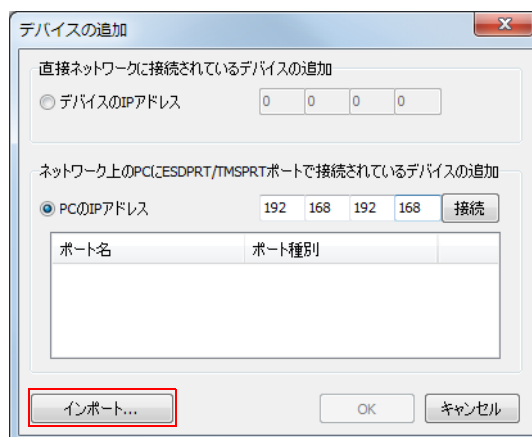 デバイスの追加
直接ネットワークに接続されているデバイスの追加
デバイスのIPアドレス 0 0 0 0
ネットワーク上のPCにESDPRT/TMSPRTポートで接続されているデバイスの追加
PCのIPアドレス 192 168 192 168 接続
ポート名 ポート種別
インポート... OK キャンセル